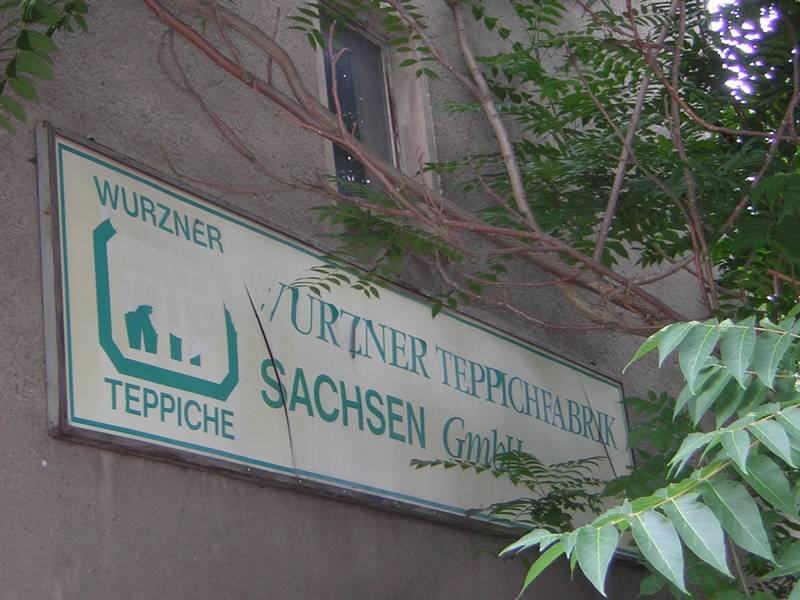 WURZNER
TEPPICHE
WURZNER TEPPICHFABRIK
SACHSEN GmbH